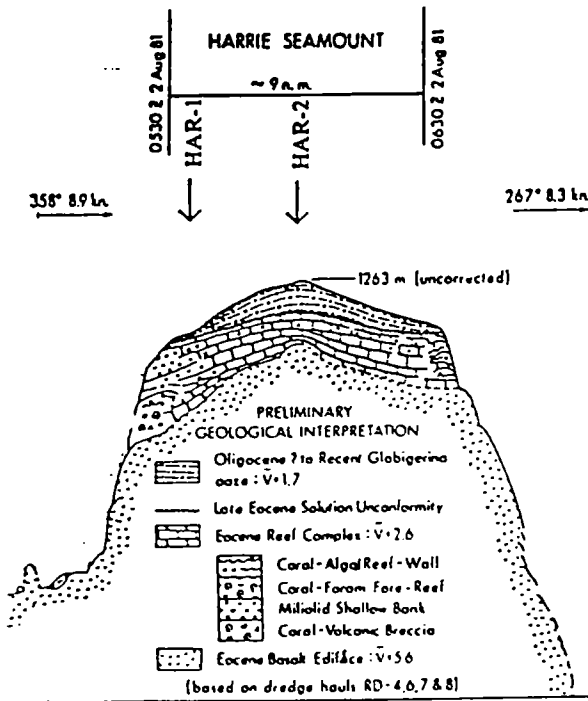 HARRIE SEAMOUNT
~ 9 n.m.
0530 Z 2 Aug 81
HAR-1
HAR-2
0630 Z 2 Aug 81
358° 8.9 kn.
267° 8.3 kn.
1263 m (uncorrected)
PRELIMINARY
GEOLOGICAL INTERPRETATION
Oligocene ? to Recent Globigerina
ooze : V̄=1.7
Late Eocene Solution Unconformity
Eocene Reef Complex : V̄=2.6
Coral-Algal Reef-Wall
Coral-Foram Fore-Reef
Miliolid Shallow Bank
Coral-Volcanic Breccia
Eocene Basalt Edifice : V̄=5.6
(based on dredge hauls RD-4,6,7 & 8)